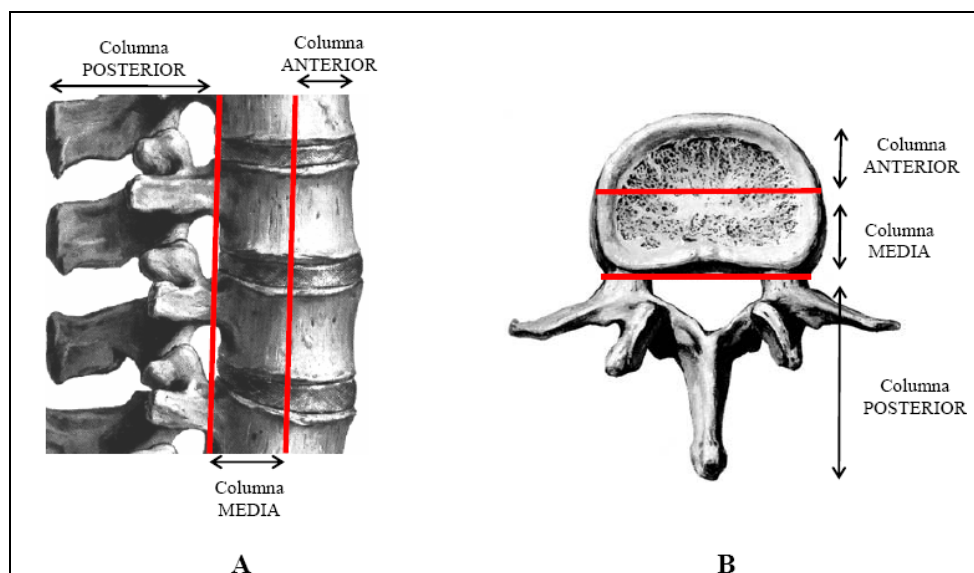 Columna
POSTERIOR
Columna
ANTERIOR
Columna
MEDIA
A
Columna
ANTERIOR
Columna
MEDIA
Columna
POSTERIOR
B